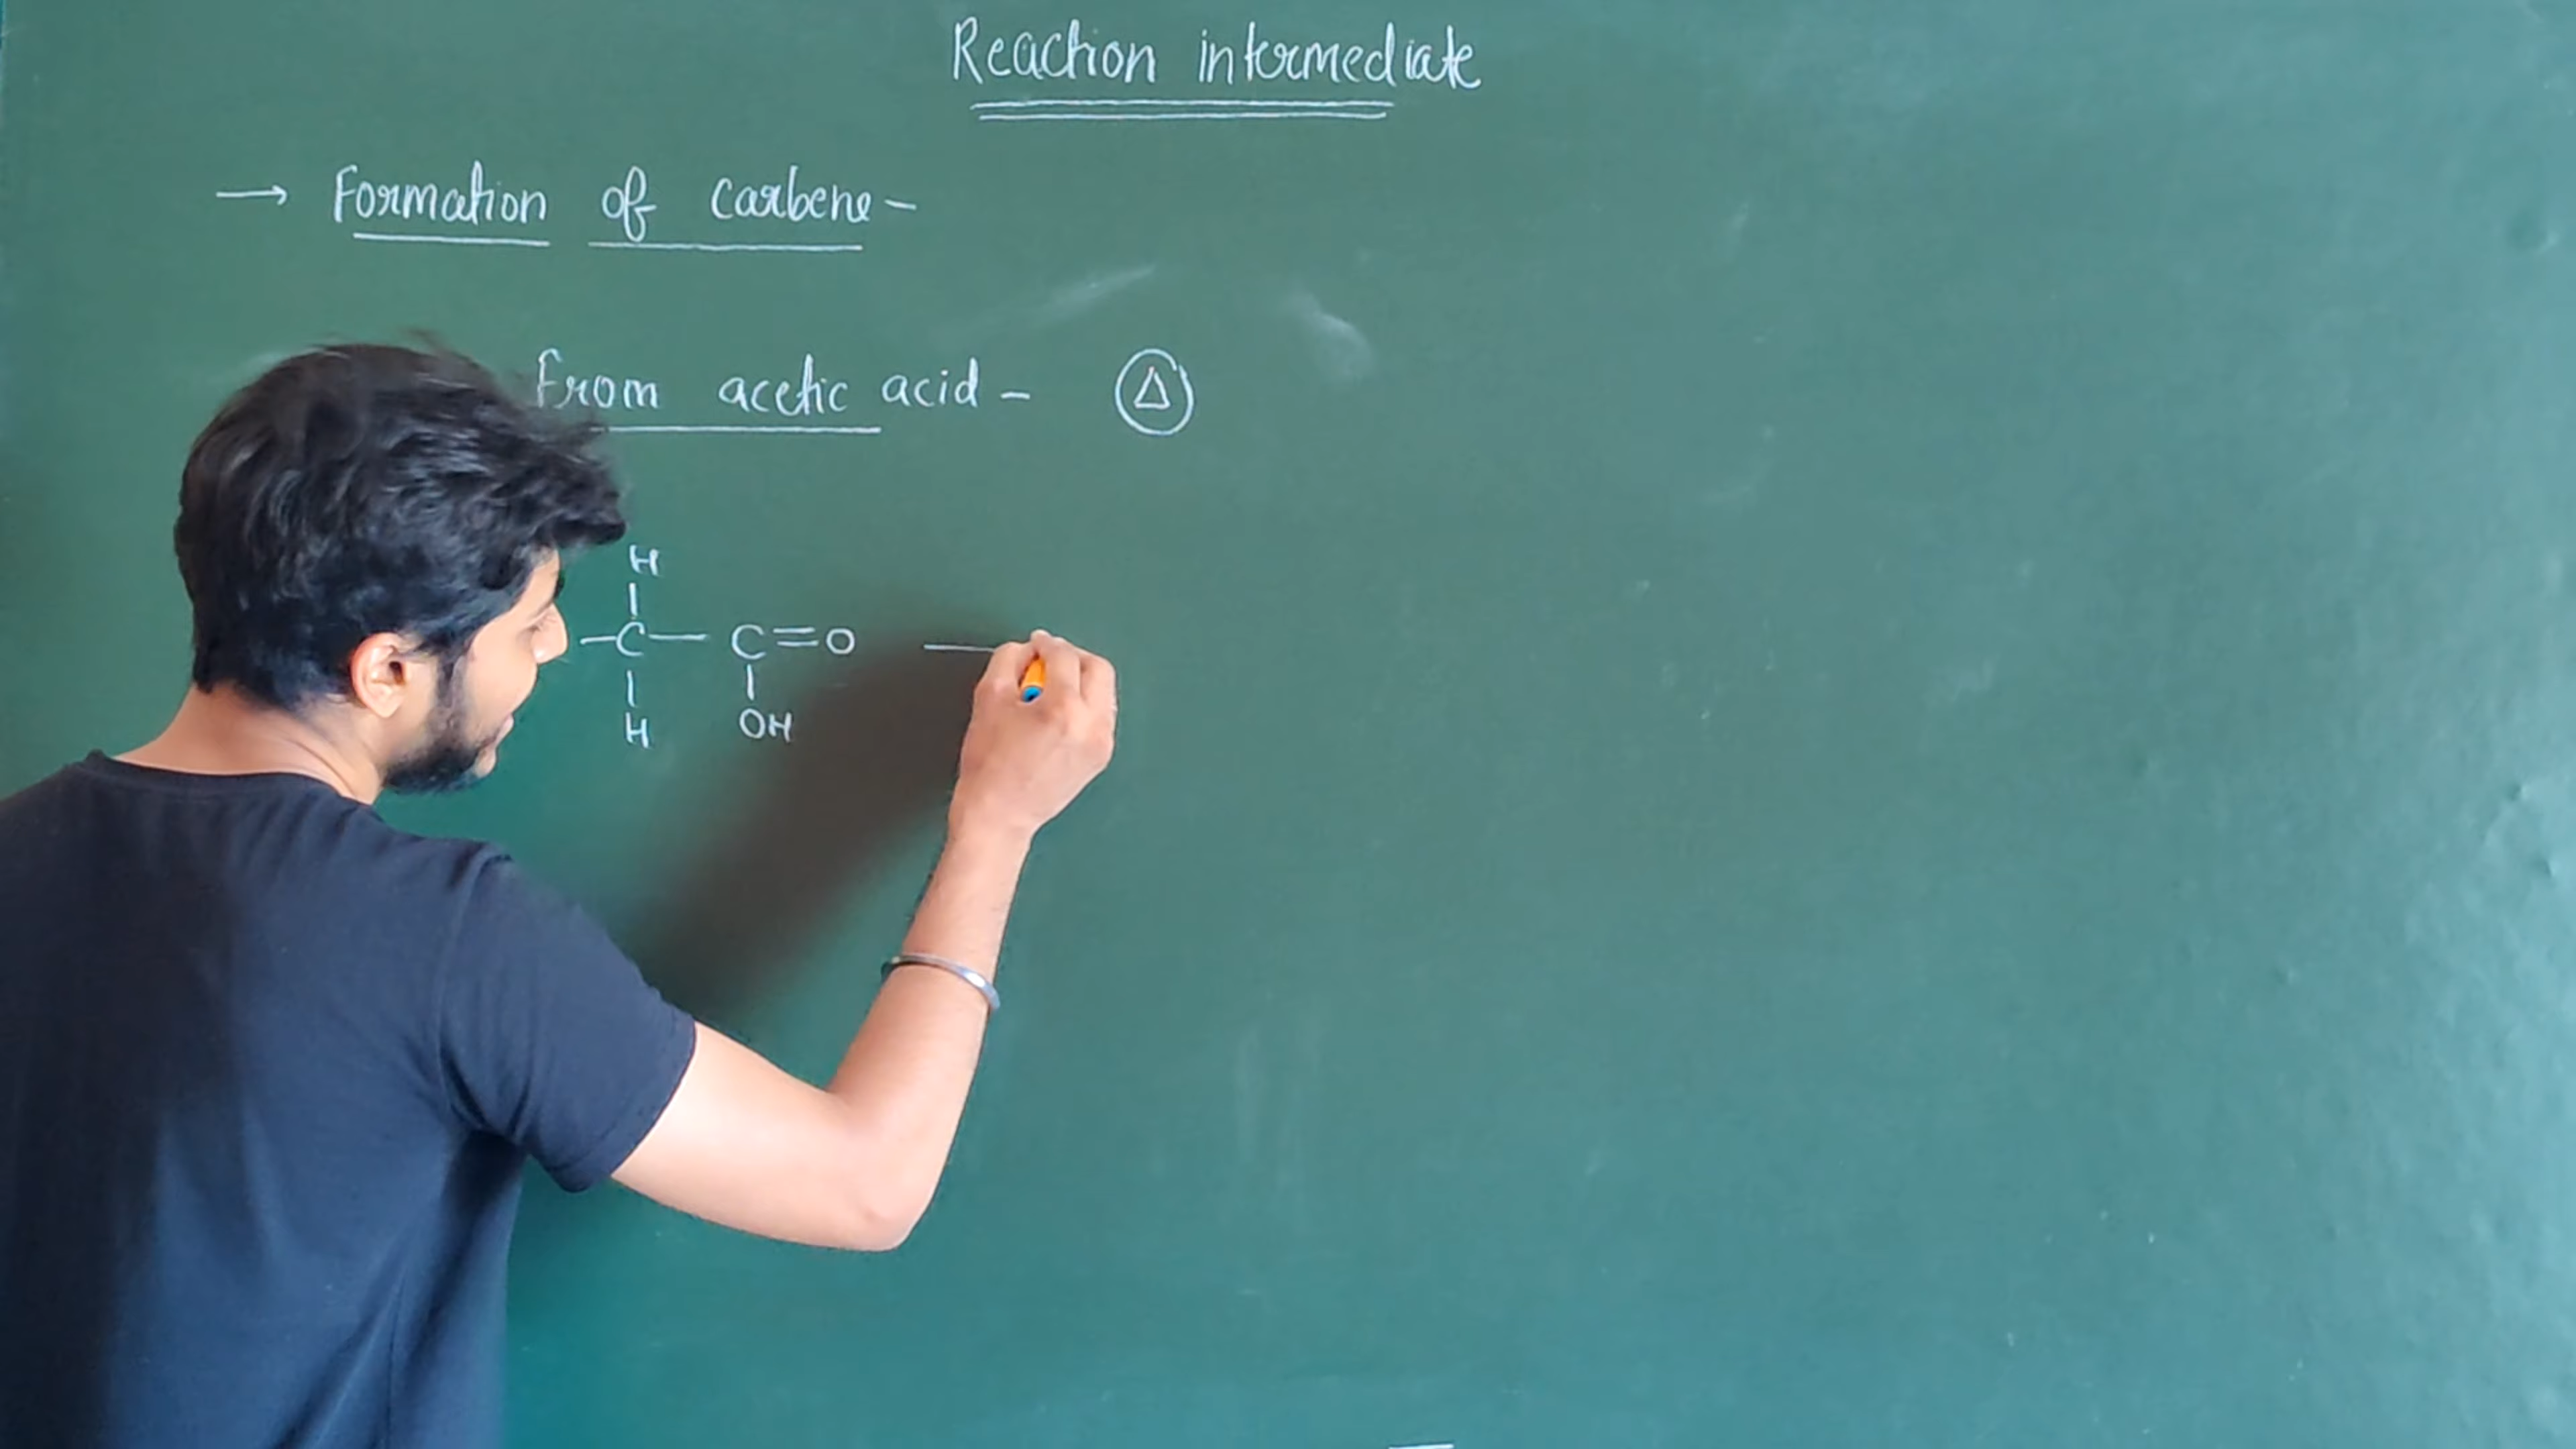 Reaction intermediate
→ Formation of carbene -
from acetic acid - Δ
H
- C — C = O —
H OH